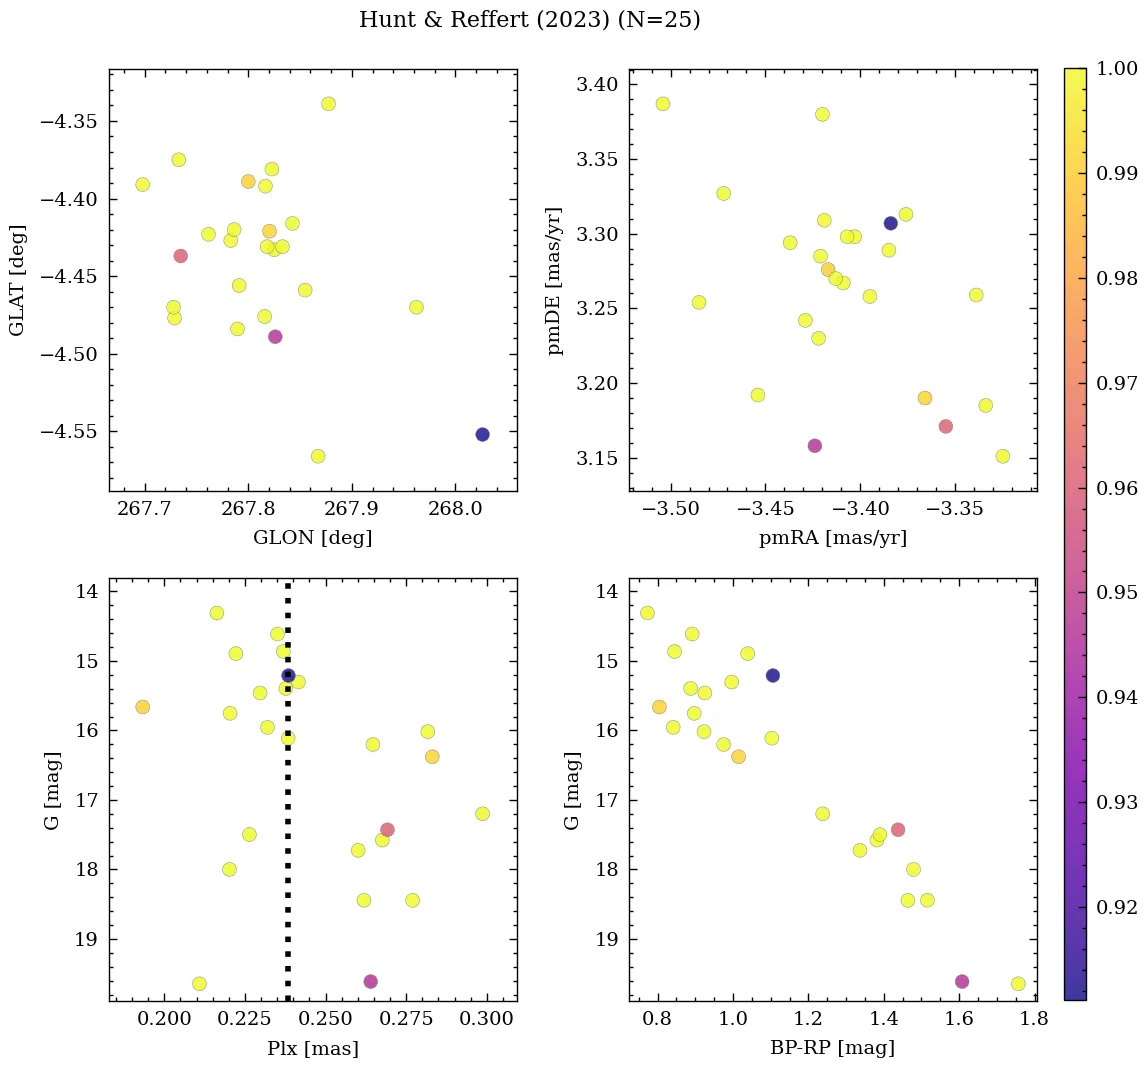 Hunt & Reffert (2023) (N=25)
−4.35
−4.40
−4.45
−4.50
−4.55
GLAT [deg]
267.7 267.8 267.9 268.0
GLON [deg]
3.40
3.35
3.30
3.25
3.20
3.15
pmDE [mas/yr]
−3.50 −3.45 −3.40 −3.35
pmRA [mas/yr]
14
15
16
17
18
19
G [mag]
0.200 0.225 0.250 0.275 0.300
Plx [mas]
14
15
16
17
18
19
G [mag]
0.8 1.0 1.2 1.4 1.6 1.8
BP-RP [mag]
1.00
0.99
0.98
0.97
0.96
0.95
0.94
0.93
0.92